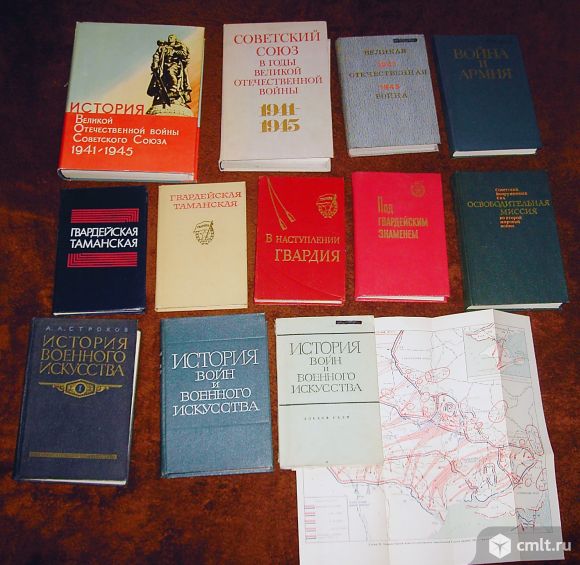 ИСТОРИЯ
ВЕЛИКОЙ
ОТЕЧЕСТВЕННОЙ ВОЙНЫ
СОВЕТСКОГО СОЮЗА
1941-1945
СОВЕТСКИЙ
СОЮЗ
В ГОДЫ
ВЕЛИКОЙ
ОТЕЧЕСТВЕННОЙ
ВОЙНЫ
1941-
1945
ВЕЛИКАЯ
1941
ОТЕЧЕСТВЕННАЯ
1945
ВОЙНА
ВОЙНА И
АРМИЯ
ГВАРДЕЙСКАЯ
ТАМАНСКАЯ
ГВАРДЕЙСКАЯ
ТАМАНСКАЯ
В НАСТУПЛЕНИИ
ГВАРДИЯ
Под
ГВАРДЕЙСКИМ
ЗНАМЕНЕМ
Советских
Вооруженных
Сил
ОСВОБОДИТЕЛЬНАЯ
МИССИЯ
во второй
мировой
войне
А.А.СТРОКОВ
ИСТОРИЯ
ВОЕННОГО
ИСКУССТВА
ИСТОРИЯ
ВОЙН
И
ВОЕННОГО
ИСКУССТВА
ИСТОРИЯ
ВОЙН И
ВОЕННОГО
ИСКУССТВА
cmlt.ru